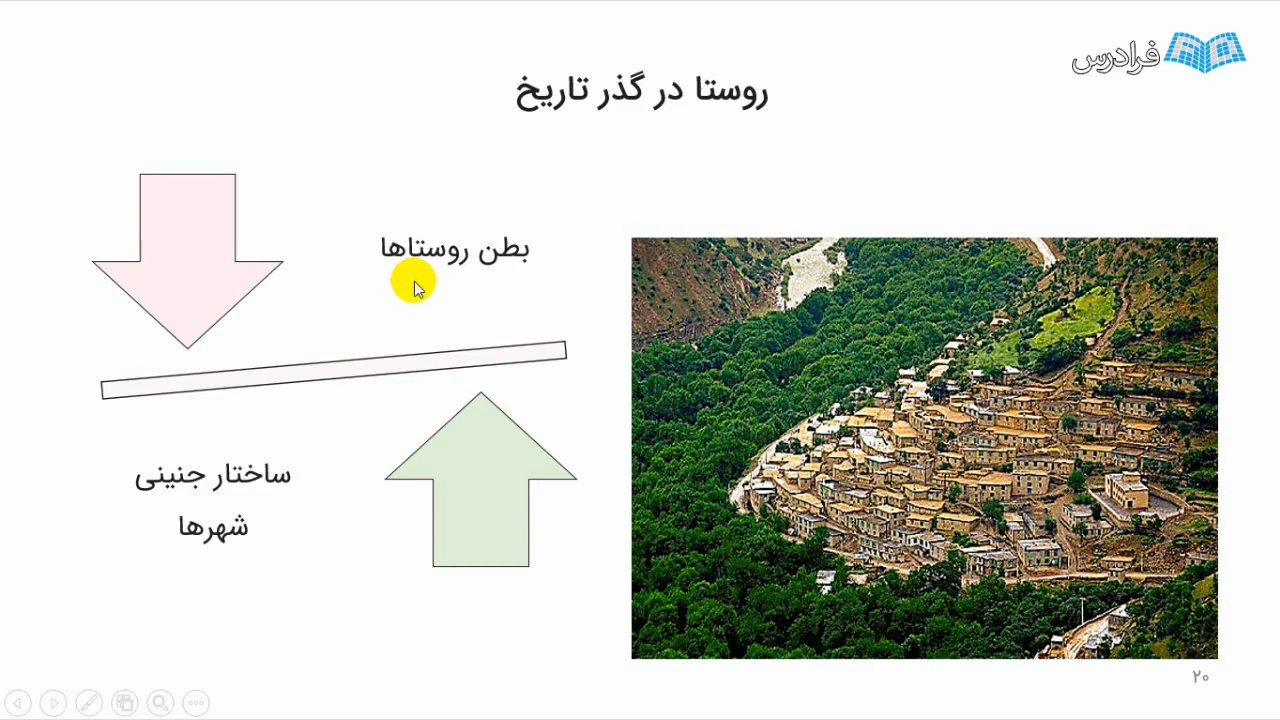 فرادرس
روستا در گذر تاریخ
بطن روستاها
ساختار جنینی
شهرها
۲۰